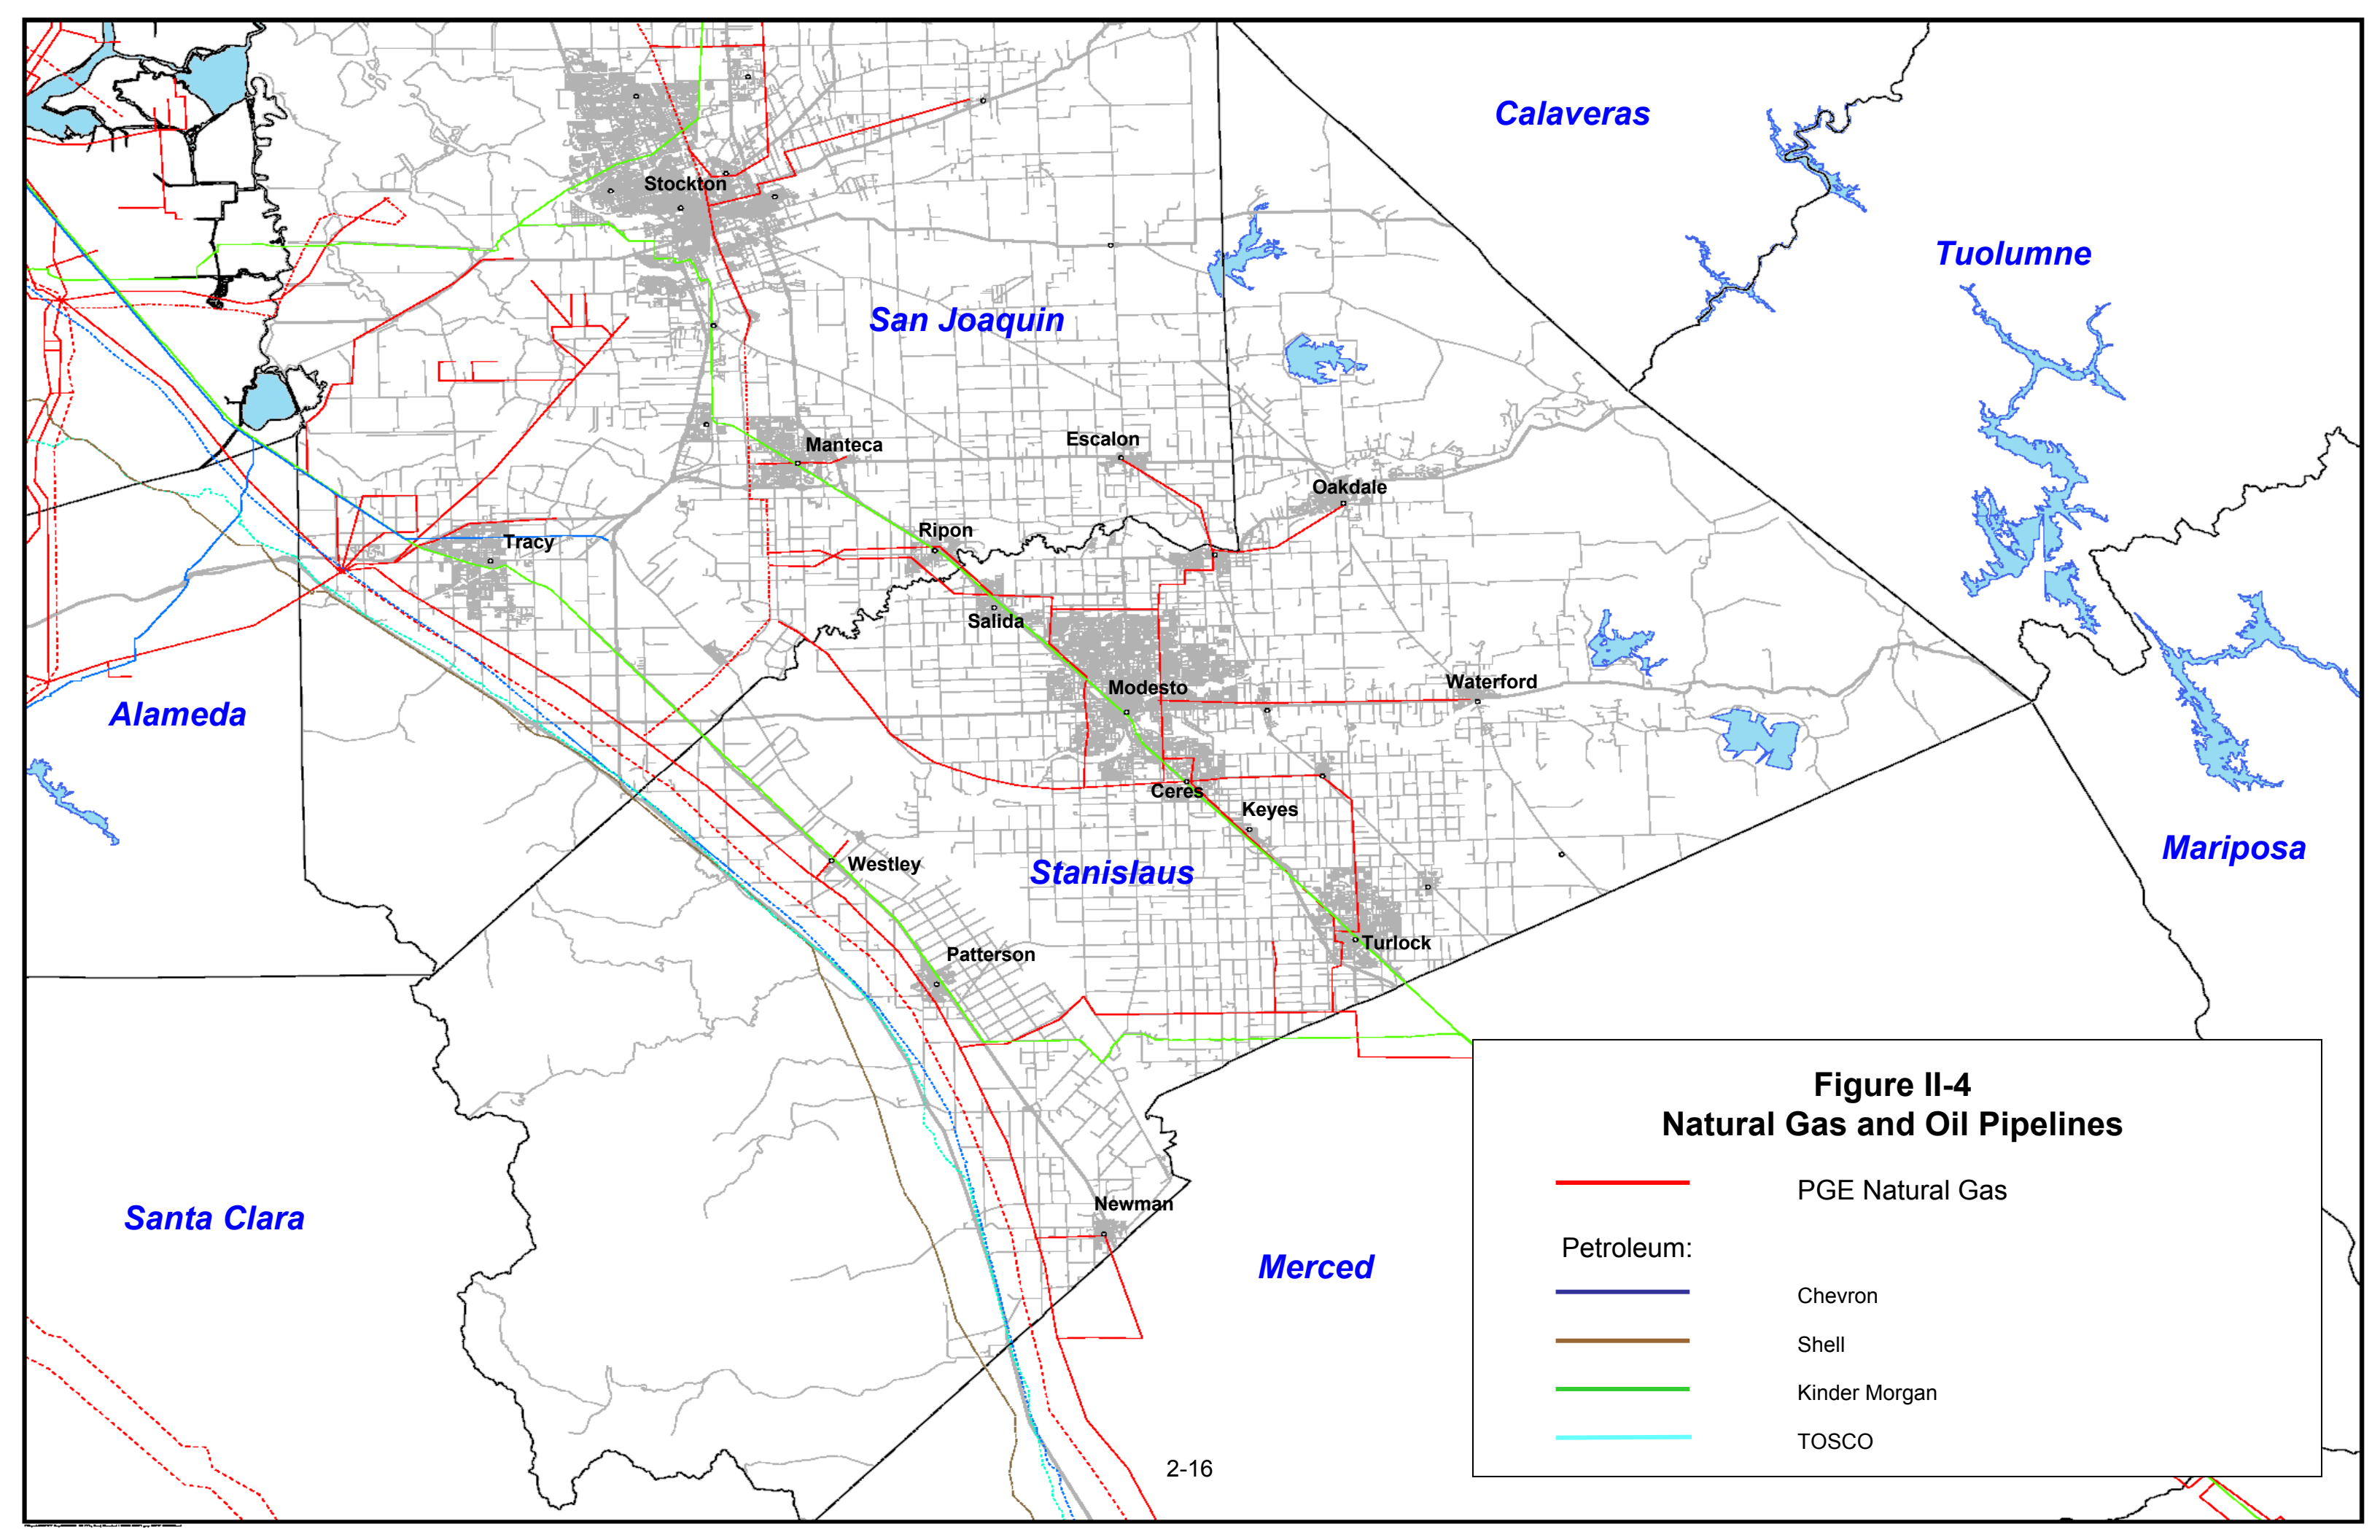 Calaveras
Stockton
Tuolumne
San Joaquin
Manteca
Escalon
Oakdale
Ripon
Tracy
Salida
Waterford
Modesto
Alameda
Ceres
Keyes
Mariposa
Westley
Stanislaus
Turlock
Patterson
Figure II-4
Natural Gas and Oil Pipelines
PGE Natural Gas
Newman
Santa Clara
Petroleum:
Merced
Chevron
Shell
Kinder Morgan
TOSCO
2-16